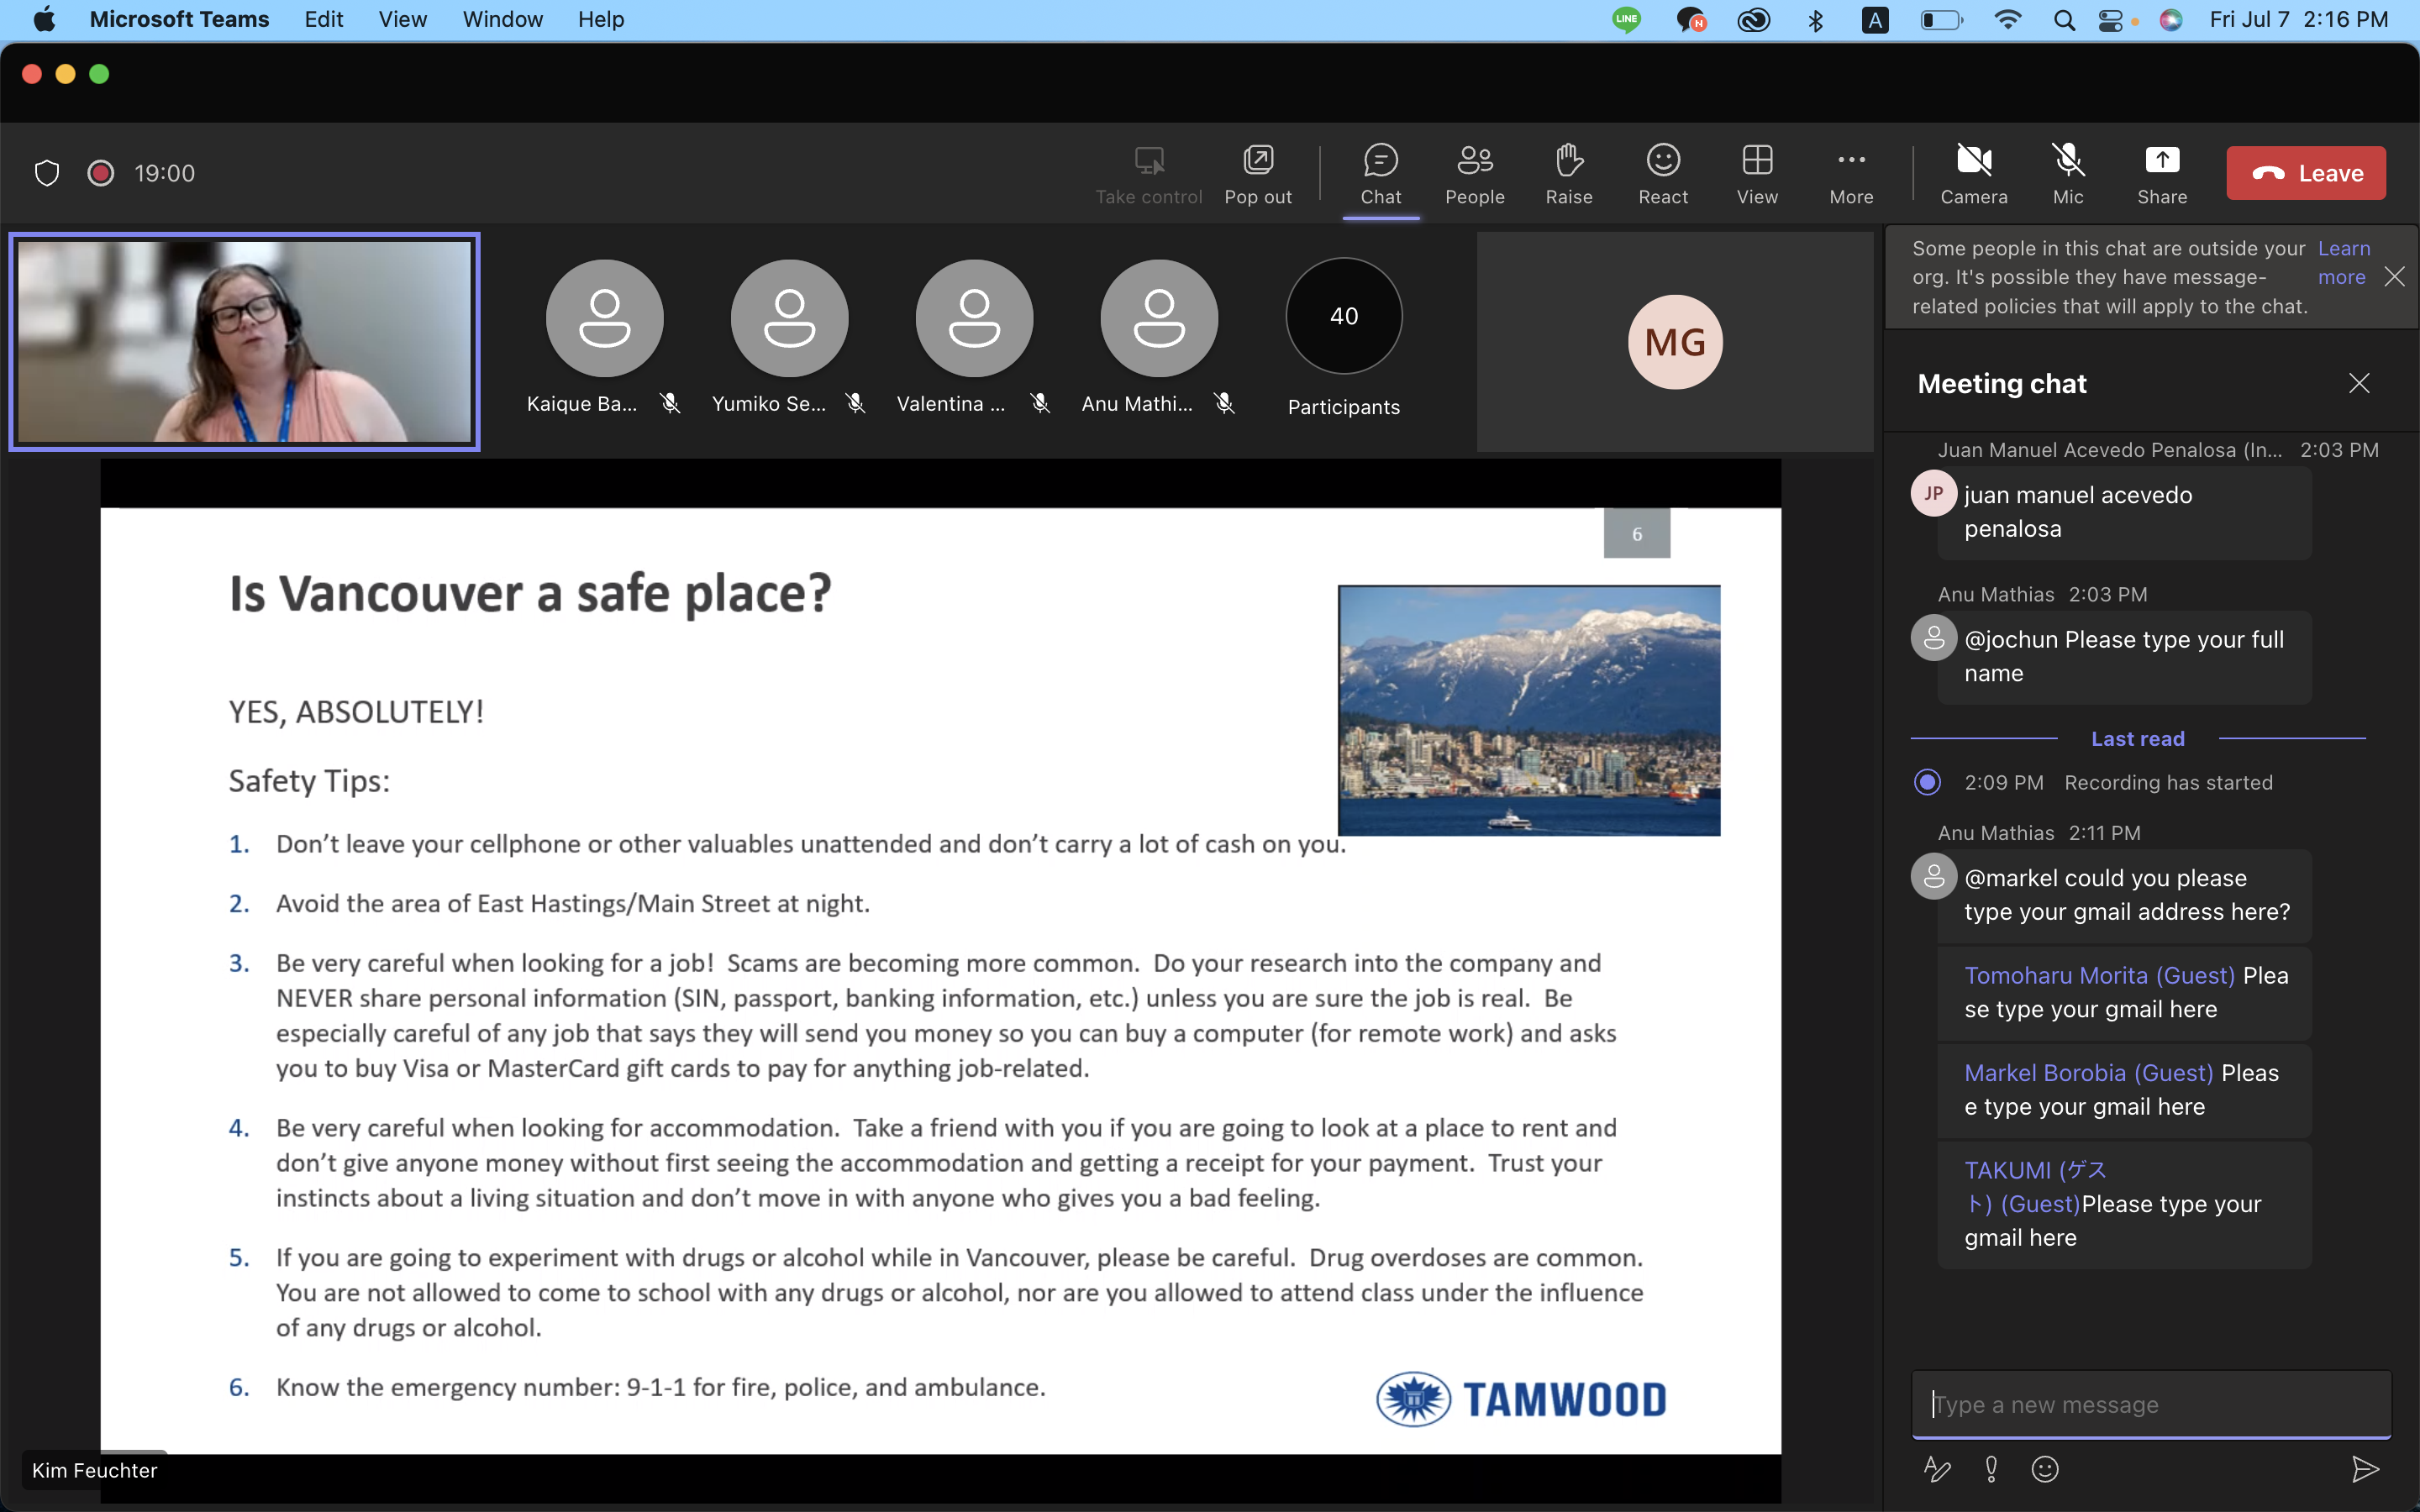 Microsoft Teams Edit View Window Help
LINE N A Fri Jul 7 2:16 PM
19:00
Take control Pop out Chat People Raise React View More Camera Mic Share Leave
Kaique Ba... Yumiko Se... Valentina ... Anu Mathi... 40
Participants
MG
Some people in this chat are outside your
org. It's possible they have message-
related policies that will apply to the chat.
Learn
more
Meeting chat
Juan Manuel Acevedo Penalosa (In... 2:03 PM
JP
juan manuel acevedo
penalosa
Anu Mathias 2:03 PM
@jochun Please type your full
name
Last read
2:09 PM Recording has started
Anu Mathias 2:11 PM
@markel could you please
type your gmail address here?
Tomoharu Morita (Guest) Plea
se type your gmail here
Markel Borobia (Guest) Pleas
e type your gmail here
TAKUMI (ゲス
ト) (Guest)Please type your
gmail here
Type a new message
6
Is Vancouver a safe place?
YES, ABSOLUTELY!
Safety Tips:
1. Don’t leave your cellphone or other valuables unattended and don’t carry a lot of cash on you.
2. Avoid the area of East Hastings/Main Street at night.
3. Be very careful when looking for a job! Scams are becoming more common. Do your research into the company and
NEVER share personal information (SIN, passport, banking information, etc.) unless you are sure the job is real. Be
especially careful of any job that says they will send you money so you can buy a computer (for remote work) and asks
you to buy Visa or MasterCard gift cards to pay for anything job-related.
4. Be very careful when looking for accommodation. Take a friend with you if you are going to look at a place to rent and
don’t give anyone money without first seeing the accommodation and getting a receipt for your payment. Trust your
instincts about a living situation and don’t move in with anyone who gives you a bad feeling.
5. If you are going to experiment with drugs or alcohol while in Vancouver, please be careful. Drug overdoses are common.
You are not allowed to come to school with any drugs or alcohol, nor are you allowed to attend class under the influence
of any drugs or alcohol.
6. Know the emergency number: 9-1-1 for fire, police, and ambulance.
TAMWOOD
Kim Feuchter